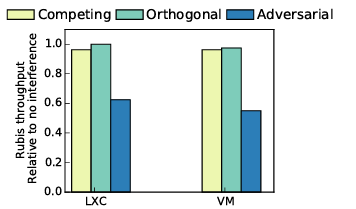 Competing Orthogonal Adversarial
Rubis throughput
Relative to no interference
1.0
0.8
0.6
0.4
0.2
0.0
LXC VM